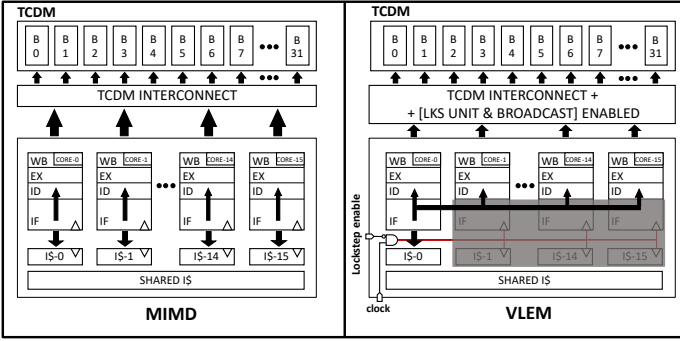 TCDM
B 0 B 1 B 2 B 3 B 4 B 5 B 6 B 7 ••• B 31
•••
TCDM INTERCONNECT
WB CORE-0 WB CORE-1 WB CORE-14 WB CORE-15
EX EX EX EX
ID ID ••• ID ID
IF IF IF IF
I$-0 I$-1 I$-14 I$-15
SHARED I$
MIMD
TCDM
B 0 B 1 B 2 B 3 B 4 B 5 B 6 B 7 ••• B 31
•••
TCDM INTERCONNECT +
+ [LKS UNIT & BROADCAST] ENABLED
WB CORE-0 WB CORE-1 WB CORE-14 WB CORE-15
EX EX EX EX
ID ID ••• ID ID
IF IF IF IF
Lockstep enable
I$-0 I$-1 I$-14 I$-15
SHARED I$
clock
VLEM